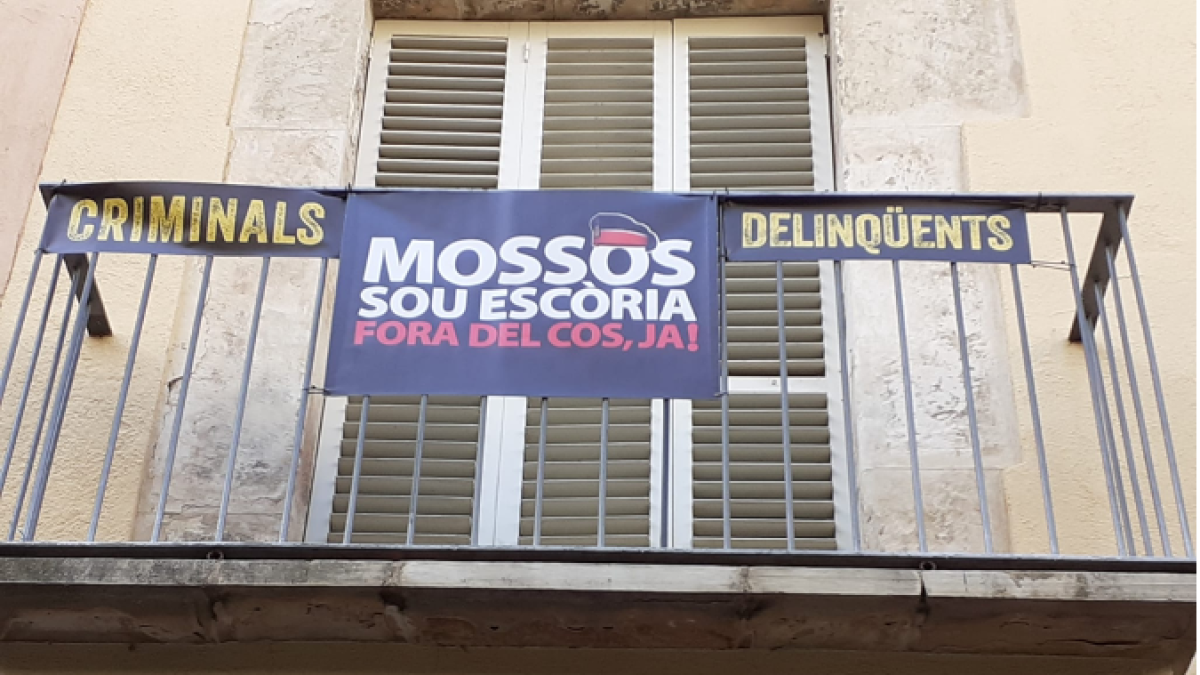 CRIMINALS
MOSSOS
SOU ESCÒRIA
FORA DEL COS, JA!
DELINQÜENTS